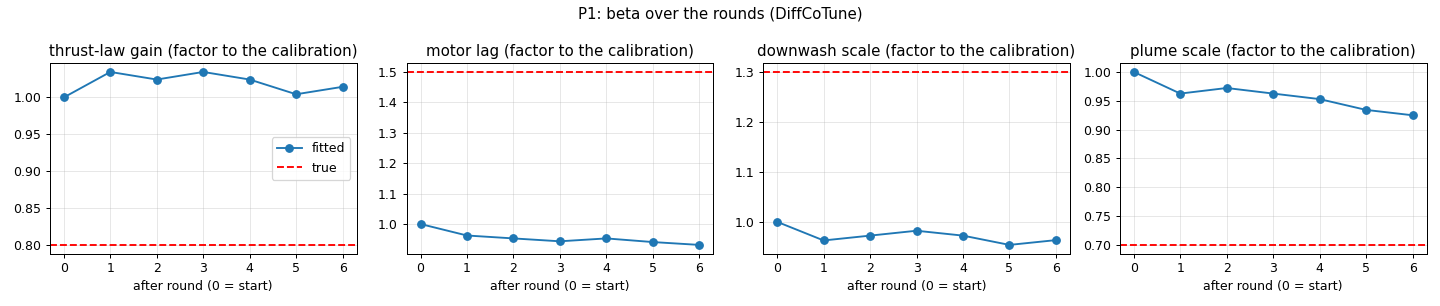 P1: beta over the rounds (DiffCoTune)
thrust-law gain (factor to the calibration)
1.00
0.95
0.90
0.85
0.80
fitted
true
0 1 2 3 4 5 6
after round (0 = start)
motor lag (factor to the calibration)
1.5
1.4
1.3
1.2
1.1
1.0
0 1 2 3 4 5 6
after round (0 = start)
downwash scale (factor to the calibration)
1.3
1.2
1.1
1.0
0 1 2 3 4 5 6
after round (0 = start)
plume scale (factor to the calibration)
1.00
0.95
0.90
0.85
0.80
0.75
0.70
0 1 2 3 4 5 6
after round (0 = start)